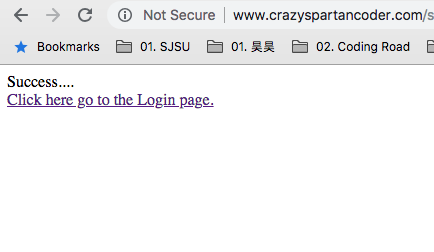 Not Secure | www.crazyspartancoder.com/s
Bookmarks 01. SJSU 01. 昊昊 02. Coding Road
Success....
Click here go to the Login page.